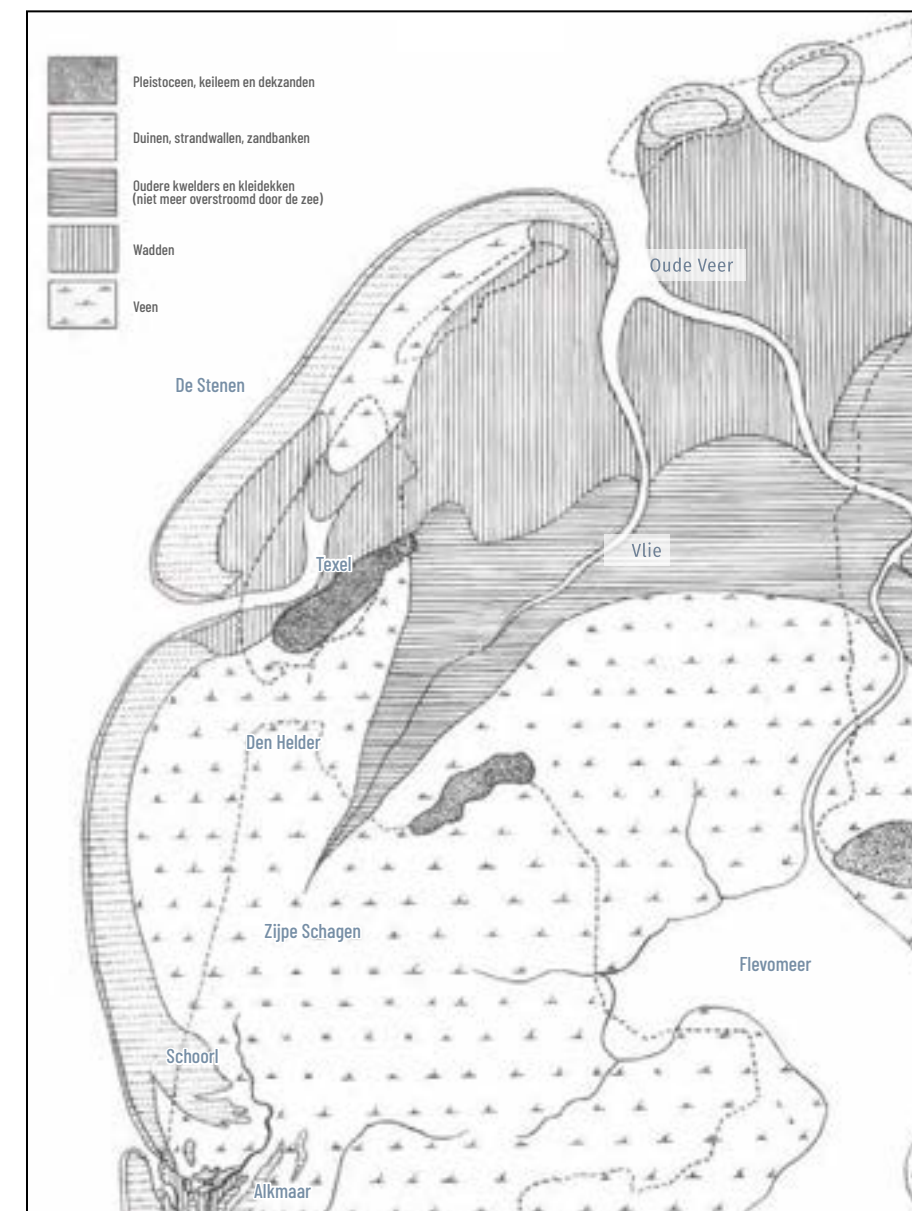 Pleistoceen, keileem en dekzanden
Duinen, strandwallen, zandbanken
Oudere kwelders en kleidekken
(niet meer overstroomd door de zee)
Wadden
Veen
Oude Veer
De Stenen
Vlie
Texel
Den Helder
Zijpe Schagen
Flevomeer
Schoorl
Alkmaar